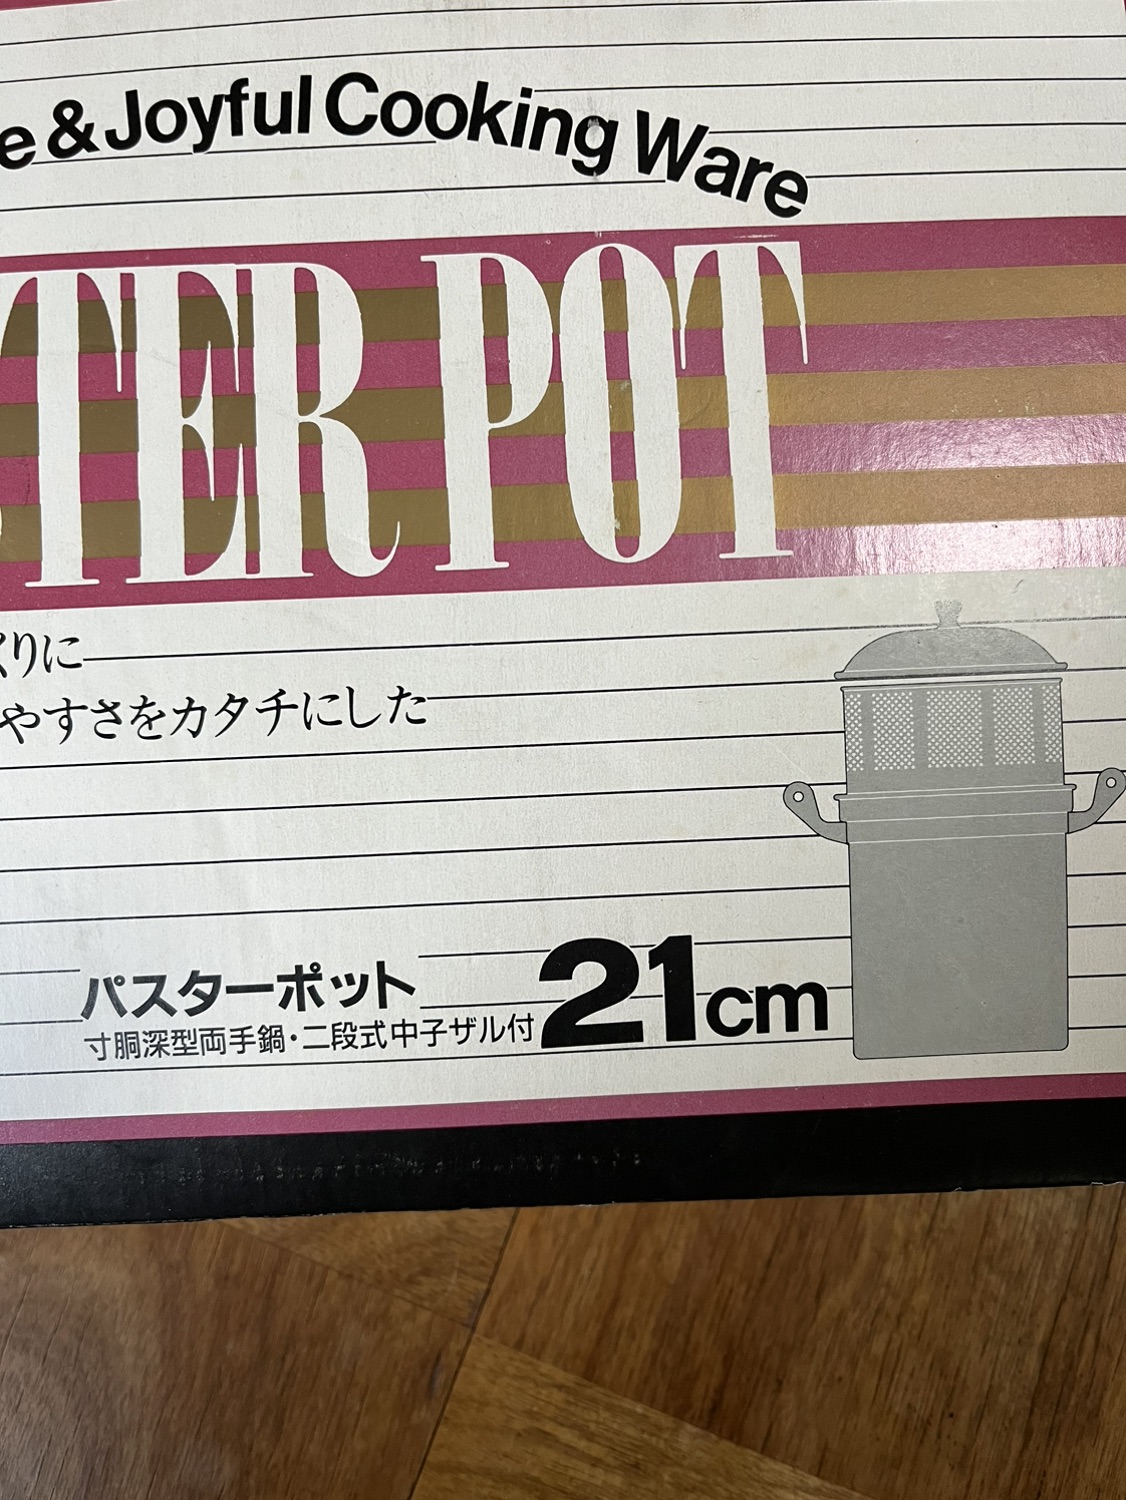 & Joyful Cooking Ware
TER POT
りに
やすさをカタチにした
パスターポット
寸胴深型両手鍋・二段式中子ザル付
21cm